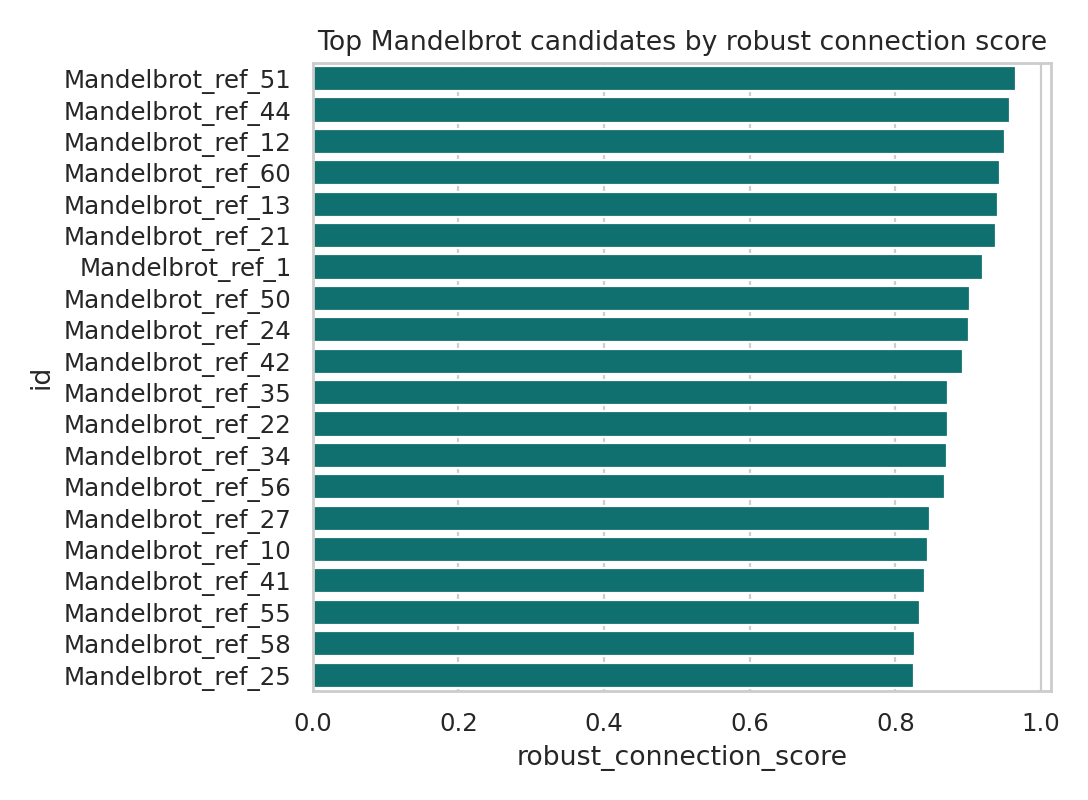 Top Mandelbrot candidates by robust connection score
Mandelbrot_ref_51
Mandelbrot_ref_44
Mandelbrot_ref_12
Mandelbrot_ref_60
Mandelbrot_ref_13
Mandelbrot_ref_21
Mandelbrot_ref_1
Mandelbrot_ref_50
Mandelbrot_ref_24
Mandelbrot_ref_42
Mandelbrot_ref_35
Mandelbrot_ref_22
Mandelbrot_ref_34
Mandelbrot_ref_56
Mandelbrot_ref_27
Mandelbrot_ref_10
Mandelbrot_ref_41
Mandelbrot_ref_55
Mandelbrot_ref_58
Mandelbrot_ref_25
id
0.0 0.2 0.4 0.6 0.8 1.0
robust_connection_score